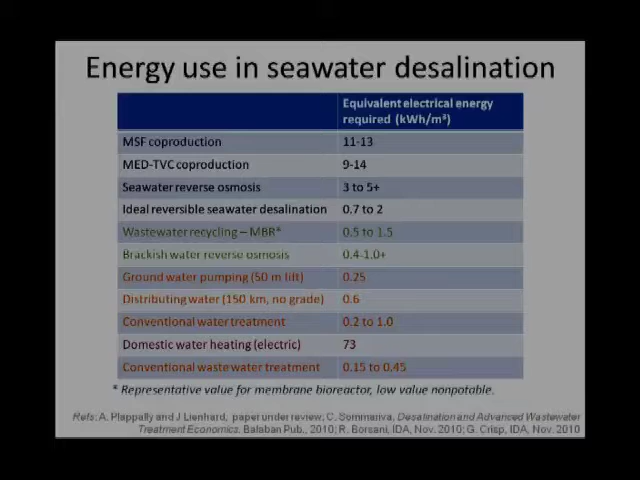 Energy use in seawater desalination
Equivalent electrical energy
required (kWh/m³)
MSF coproduction 11-13
MED-TVC coproduction 9-14
Seawater reverse osmosis 3 to 5+
Ideal reversible seawater desalination 0.7 to 2
Wastewater recycling – MBR* 0.5 to 1.5
Brackish water reverse osmosis 0.4-1.0+
Ground water pumping (50 m lift) 0.25
Distributing water (150 km, no grade) 0.6
Conventional water treatment 0.2 to 1.0
Domestic water heating (electric) 73
Conventional waste water treatment 0.15 to 0.45
* Representative value for membrane bioreactor, low value nonpotable.
Refs: A. Plappally and J Lienhard, paper under review; C. Sommariva, Desalination and Advanced Wastewater
Treatment Economics, Balaban Pub., 2010; R. Borsani, IDA, Nov. 2010; G. Crisp, IDA, Nov. 2010